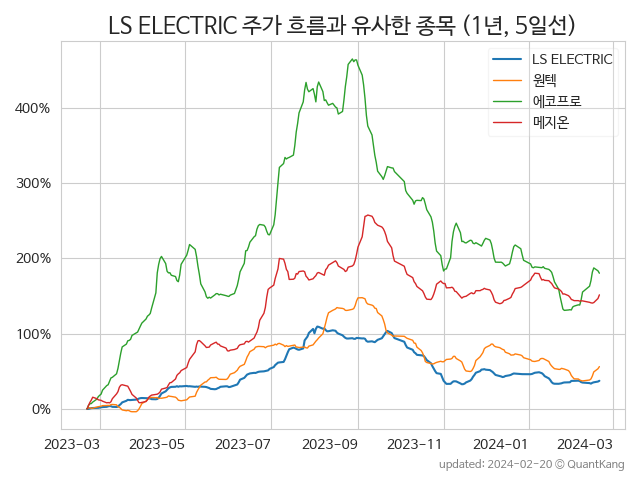 LS ELECTRIC 주가 흐름과 유사한 종목 (1년, 5일선)
LS ELECTRIC
원텍
에코프로
메지온
400%
300%
200%
100%
0%
2023-03 2023-05 2023-07 2023-09 2023-11 2024-01 2024-03
updated: 2024-02-20 © QuantKang